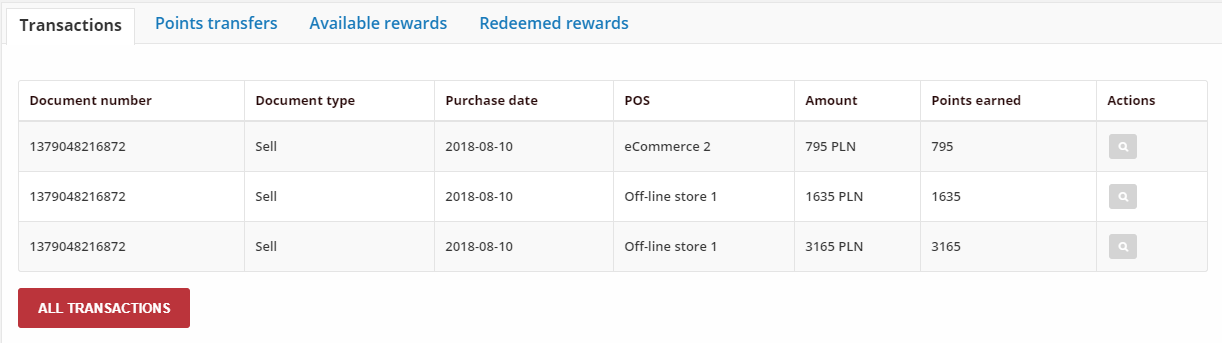 Transactions Points transfers Available rewards Redeemed rewards
Document number Document type Purchase date POS Amount Points earned Actions
1379048216872 Sell 2018-08-10 eCommerce 2 795 PLN 795
1379048216872 Sell 2018-08-10 Off-line store 1 1635 PLN 1635
1379048216872 Sell 2018-08-10 Off-line store 1 3165 PLN 3165
ALL TRANSACTIONS